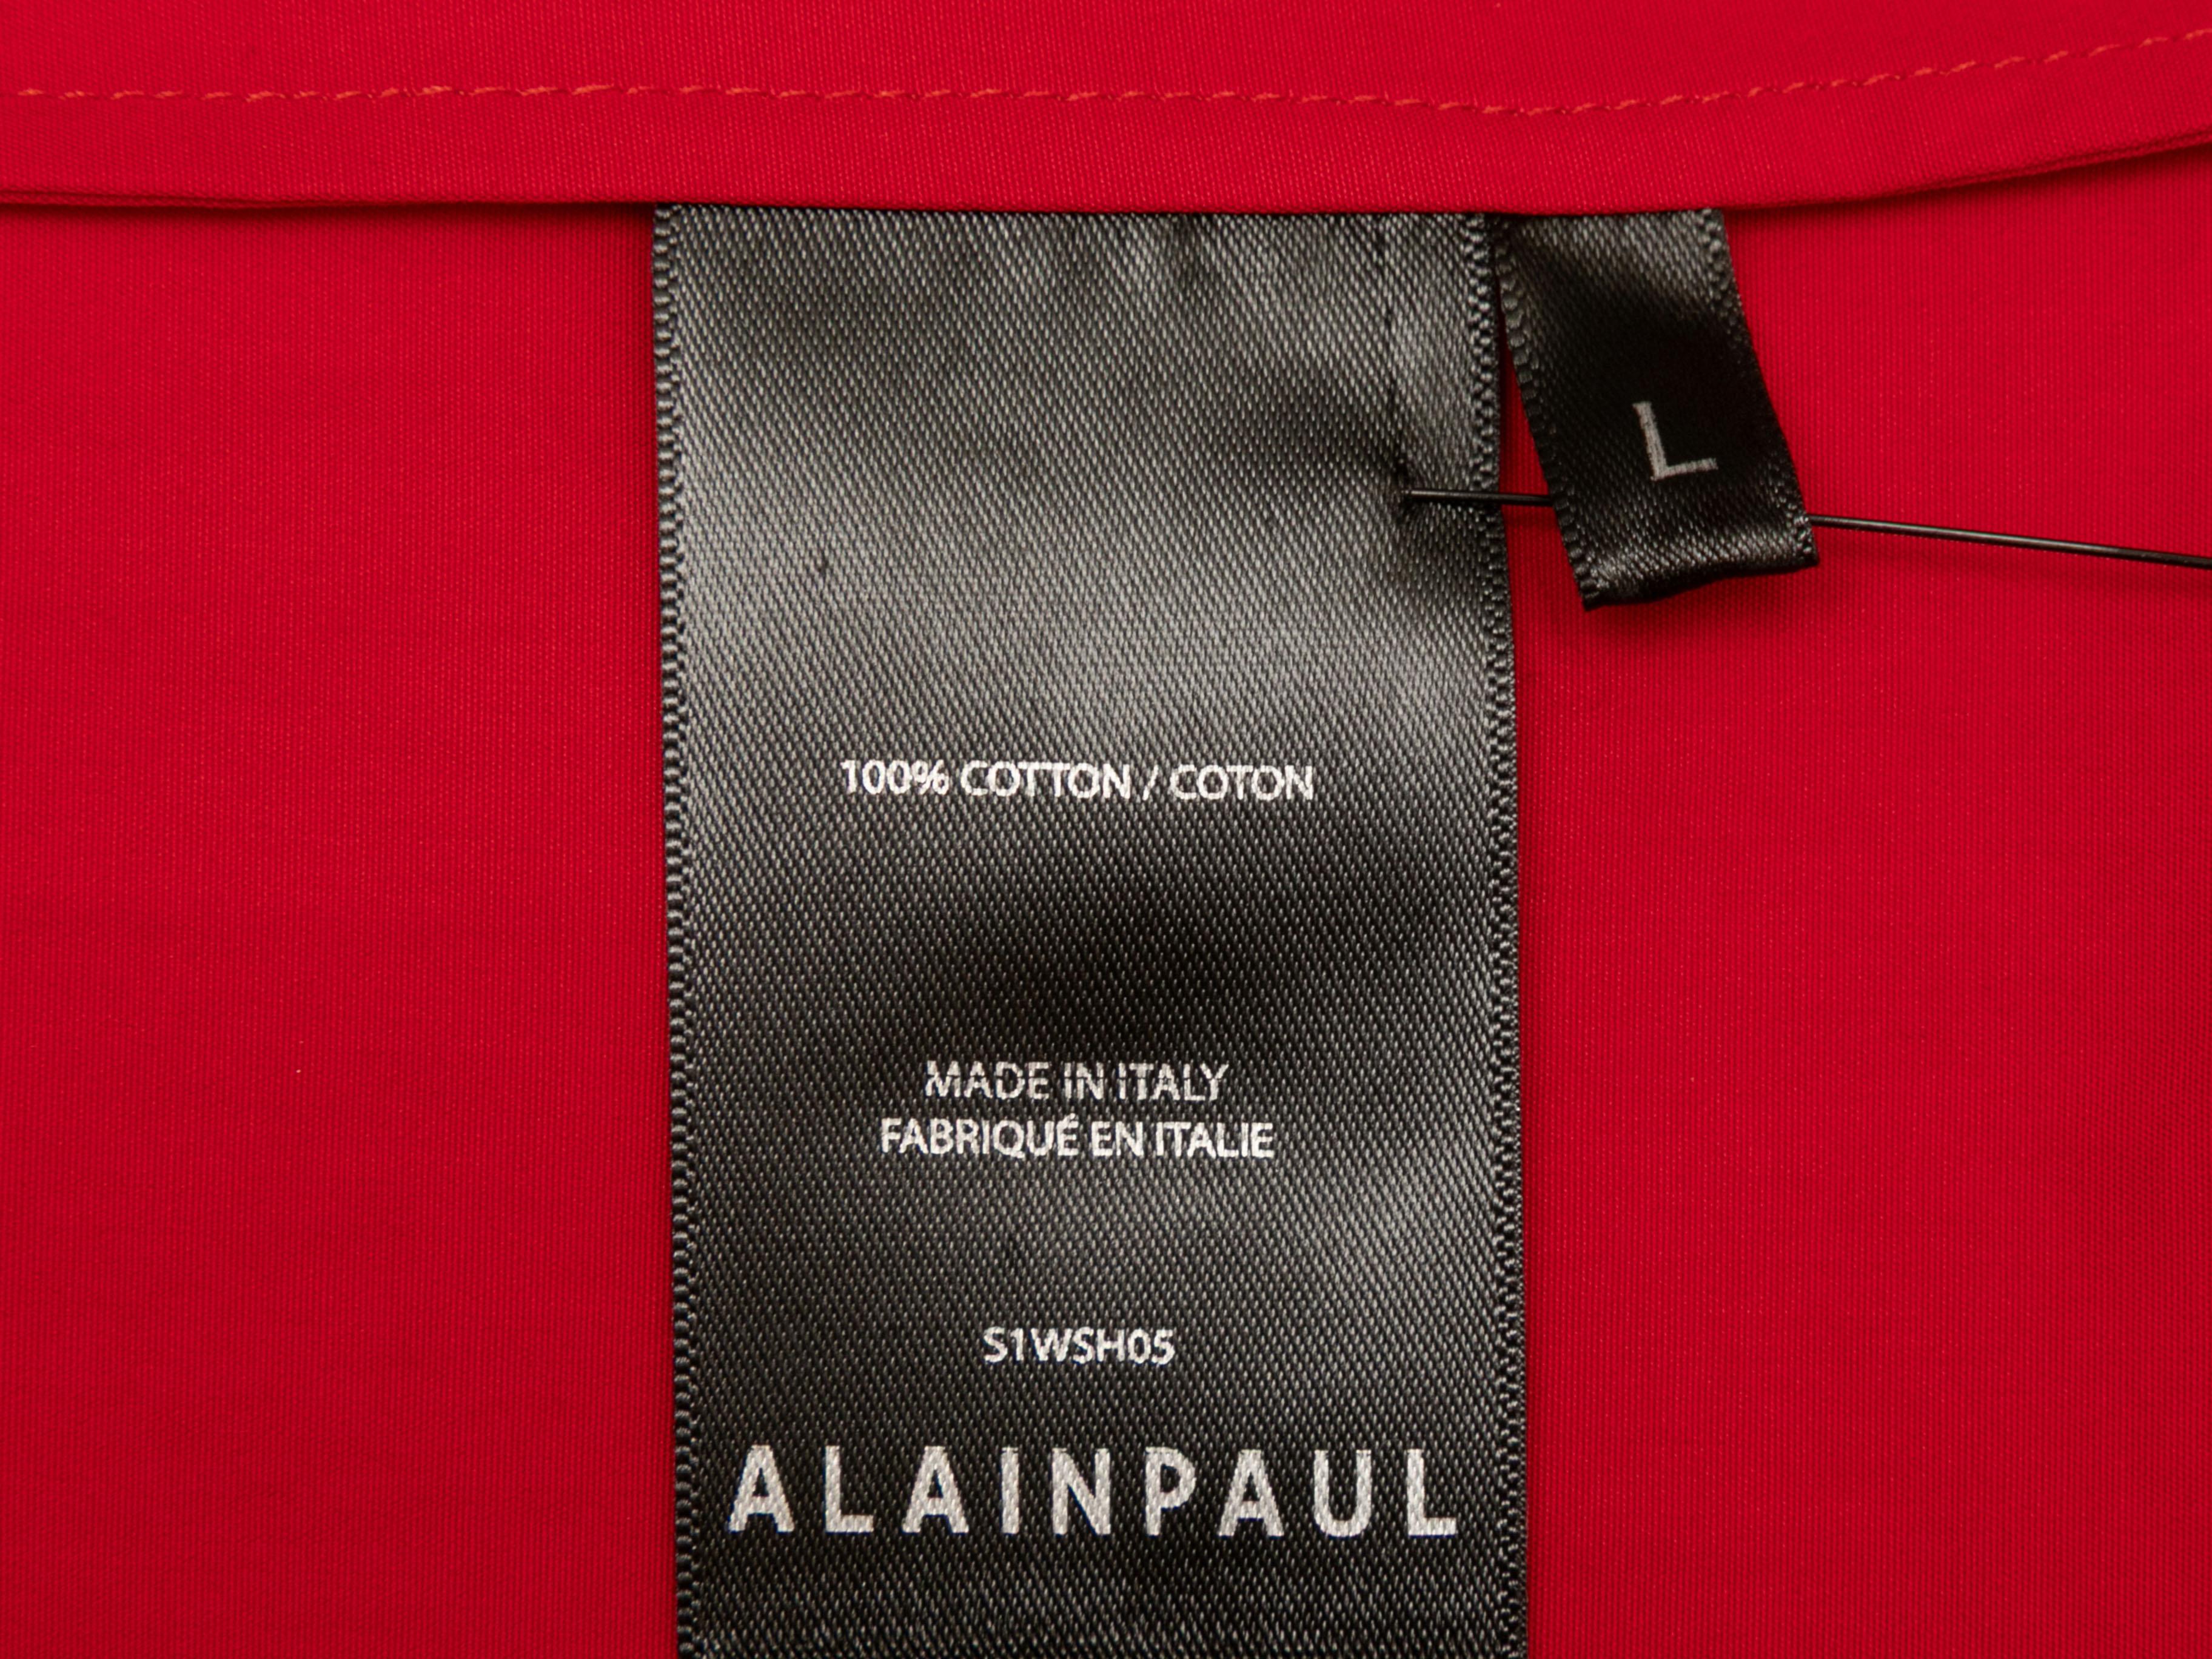 L
100% COTTON / COTON
MADE IN ITALY
FABRIQUÉ EN ITALIE
S1WSH05
ALAINPAUL